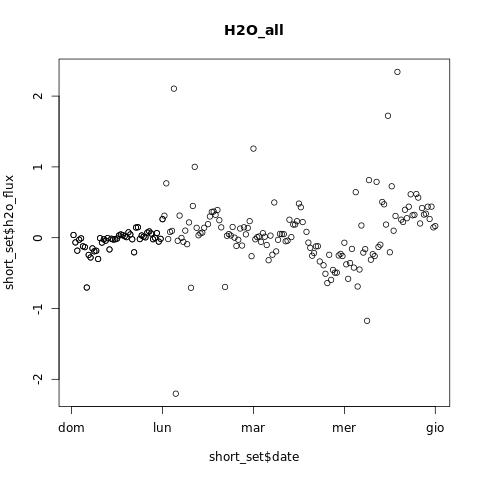 H2O_all
short_set$h2o_flux
2
1
0
-1
-2
dom lun mar mer gio
short_set$date